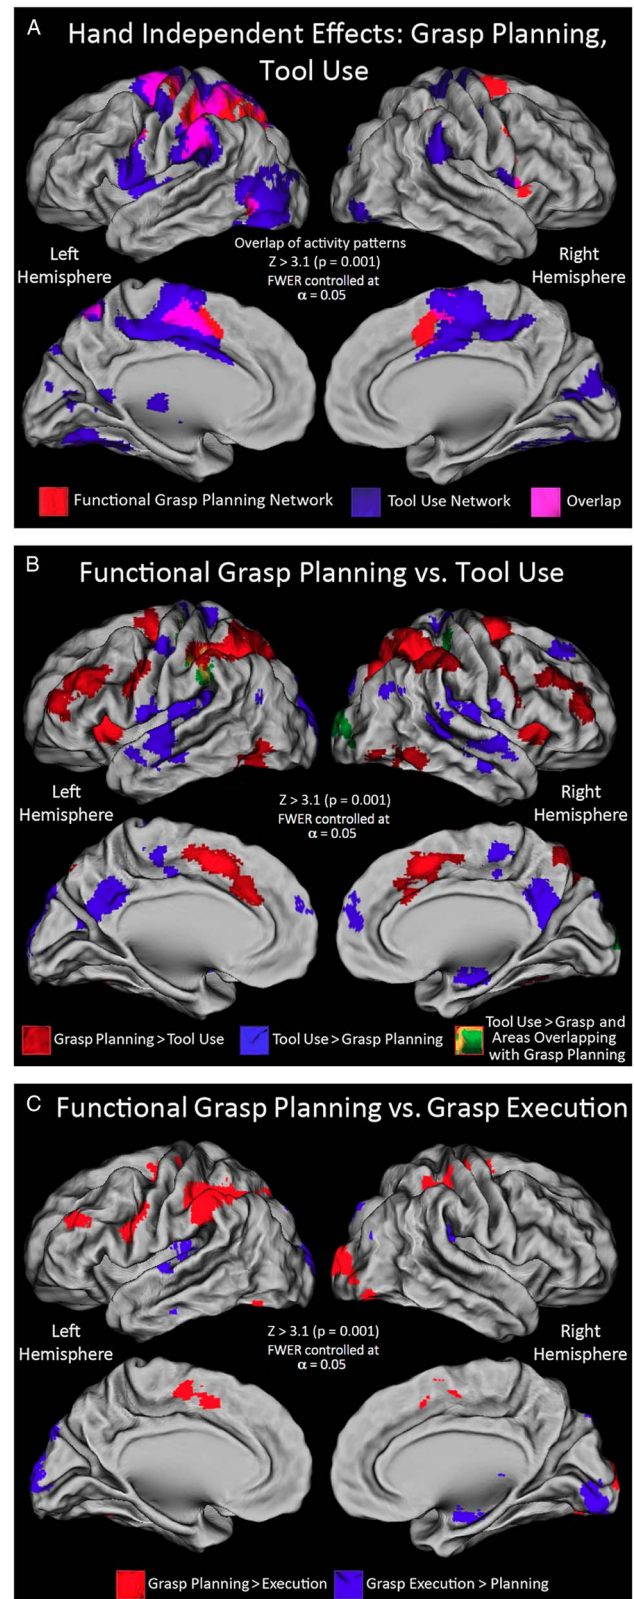 A
Hand Independent Effects: Grasp Planning,
Tool Use
Left
Hemisphere
Overlap of activity patterns
Z > 3.1 (p = 0.001)
FWER controlled at
α = 0.05
Right
Hemisphere
Functional Grasp Planning Network
Tool Use Network
Overlap
B
Functional Grasp Planning vs. Tool Use
Left
Hemisphere
Z > 3.1 (p = 0.001)
FWER controlled at
α = 0.05
Right
Hemisphere
Grasp Planning > Tool Use
Tool Use > Grasp Planning
Tool Use > Grasp and
Areas Overlapping
with Grasp Planning
C
Functional Grasp Planning vs. Grasp Execution
Left
Hemisphere
Z > 3.1 (p = 0.001)
FWER controlled at
α = 0.05
Right
Hemisphere
Grasp Planning > Execution
Grasp Execution > Planning